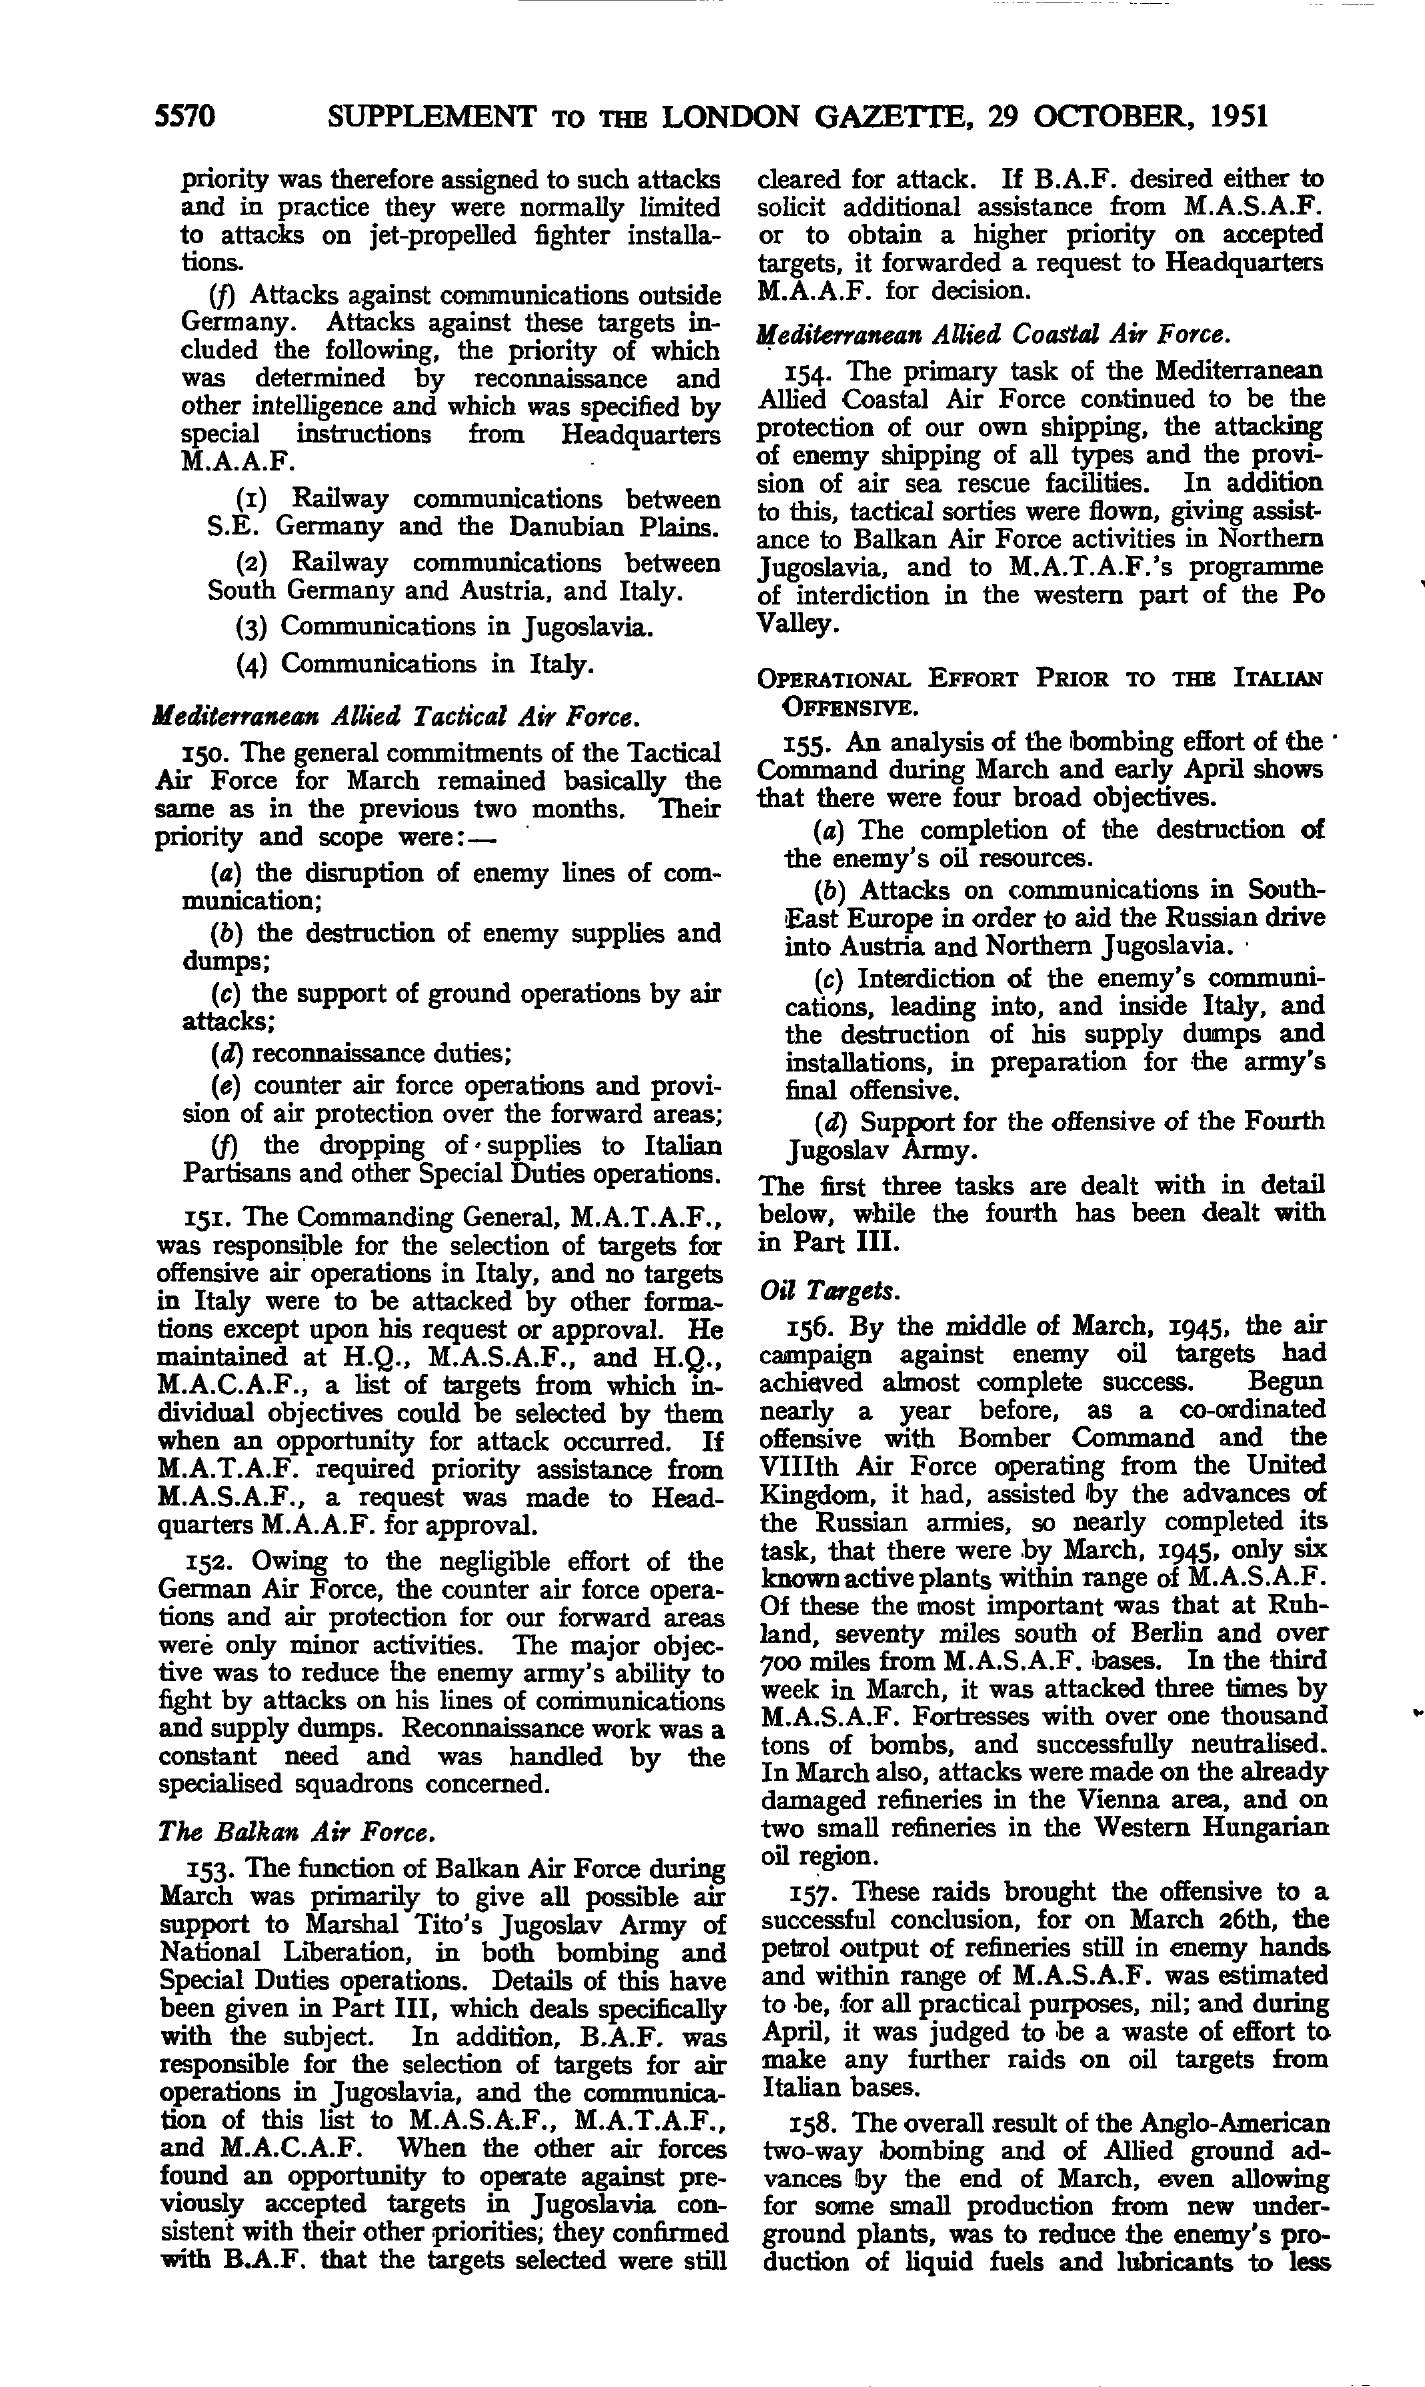 5570 SUPPLEMENT TO THE LONDON GAZETTE, 29 OCTOBER, 1951
priority was therefore assigned to such attacks
and in practice they were normally limited
to attacks on jet-propelled fighter installa-
tions.
(f) Attacks against communications outside
Germany. Attacks against these targets in-
cluded the following, the priority of which
was determined by reconnaissance and
other intelligence and which was specified by
special instructions from Headquarters
M.A.A.F.
(1) Railway communications between
S.E. Germany and the Danubian Plains.
(2) Railway communications between
South Germany and Austria, and Italy.
(3) Communications in Jugoslavia.
(4) Communications in Italy.
Mediterranean Allied Tactical Air Force.
150. The general commitments of the Tactical
Air Force for March remained basically the
same as in the previous two months. Their
priority and scope were:—
(a) the disruption of enemy lines of com-
munication;
(b) the destruction of enemy supplies and
dumps;
(c) the support of ground operations by air
attacks;
(d) reconnaissance duties;
(e) counter air force operations and provi-
sion of air protection over the forward areas;
(f) the dropping of supplies to Italian
Partisans and other Special Duties operations.
151. The Commanding General, M.A.T.A.F.,
was responsible for the selection of targets for
offensive air operations in Italy, and no targets
in Italy were to be attacked by other forma-
tions except upon his request or approval. He
maintained at H.Q., M.A.S.A.F., and H.Q.,
M.A.C.A.F., a list of targets from which in-
dividual objectives could be selected by them
when an opportunity for attack occurred. If
M.A.T.A.F. required priority assistance from
M.A.S.A.F., a request was made to Head-
quarters M.A.A.F. for approval.
152. Owing to the negligible effort of the
German Air Force, the counter air force opera-
tions and air protection for our forward areas
were only minor activities. The major objec-
tive was to reduce the enemy army's ability to
fight by attacks on his lines of communications
and supply dumps. Reconnaissance work was a
constant need and was handled by the
specialised squadrons concerned.
The Balkan Air Force.
153. The function of Balkan Air Force during
March was primarily to give all possible air
support to Marshal Tito's Jugoslav Army of
National Liberation, in both bombing and
Special Duties operations. Details of this have
been given in Part III, which deals specifically
with the subject. In addition, B.A.F. was
responsible for the selection of targets for air
operations in Jugoslavia, and the communica-
tion of this list to M.A.S.A.F., M.A.T.A.F.,
and M.A.C.A.F. When the other air forces
found an opportunity to operate against pre-
viously accepted targets in Jugoslavia con-
sistent with their other priorities, they confirmed
with B.A.F. that the targets selected were still
cleared for attack. If B.A.F. desired either to
solicit additional assistance from M.A.S.A.F.
or to obtain a higher priority on accepted
targets, it forwarded a request to Headquarters
M.A.A.F. for decision.
Mediterranean Allied Coastal Air Force.
154. The primary task of the Mediterranean
Allied Coastal Air Force continued to be the
protection of our own shipping, the attacking
of enemy shipping of all types and the provi-
sion of air sea rescue facilities. In addition
to this, tactical sorties were flown, giving assist-
ance to Balkan Air Force activities in Northern
Jugoslavia, and to M.A.T.A.F.'s programme
of interdiction in the western part of the Po
Valley.
OPERATIONAL EFFORT PRIOR TO THE ITALIAN
OFFENSIVE.
155. An analysis of the bombing effort of the
Command during March and early April shows
that there were four broad objectives.
(a) The completion of the destruction of
the enemy's oil resources.
(b) Attacks on communications in South-
East Europe in order to aid the Russian drive
into Austria and Northern Jugoslavia.
(c) Interdiction of the enemy's communi-
cations, leading into, and inside Italy, and
the destruction of his supply dumps and
installations, in preparation for the army's
final offensive.
(d) Support for the offensive of the Fourth
Jugoslav Army.
The first three tasks are dealt with in detail
below, while the fourth has been dealt with
in Part III.
Oil Targets.
156. By the middle of March, 1945, the air
campaign against enemy oil targets had
achieved almost complete success. Begun
nearly a year before, as a co-ordinated
offensive with Bomber Command and the
VIIIth Air Force operating from the United
Kingdom, it had, assisted by the advances of
the Russian armies, so nearly completed its
task, that there were by March, 1945, only six
known active plants within range of M.A.S.A.F.
Of these the most important was that at Ruh-
land, seventy miles south of Berlin and over
700 miles from M.A.S.A.F. bases. In the third
week in March, it was attacked three times by
M.A.S.A.F. Fortresses with over one thousand
tons of bombs, and successfully neutralised.
In March also, attacks were made on the already
damaged refineries in the Vienna area, and on
two small refineries in the Western Hungarian
oil region.
157. These raids brought the offensive to a
successful conclusion, for on March 26th, the
petrol output of refineries still in enemy hands
and within range of M.A.S.A.F. was estimated
to be, for all practical purposes, nil; and during
April, it was judged to be a waste of effort to
make any further raids on oil targets from
Italian bases.
158. The overall result of the Anglo-American
two-way bombing and of Allied ground ad-
vances by the end of March, even allowing
for some small production from new under-
ground plants, was to reduce the enemy's pro-
duction of liquid fuels and lubricants to less